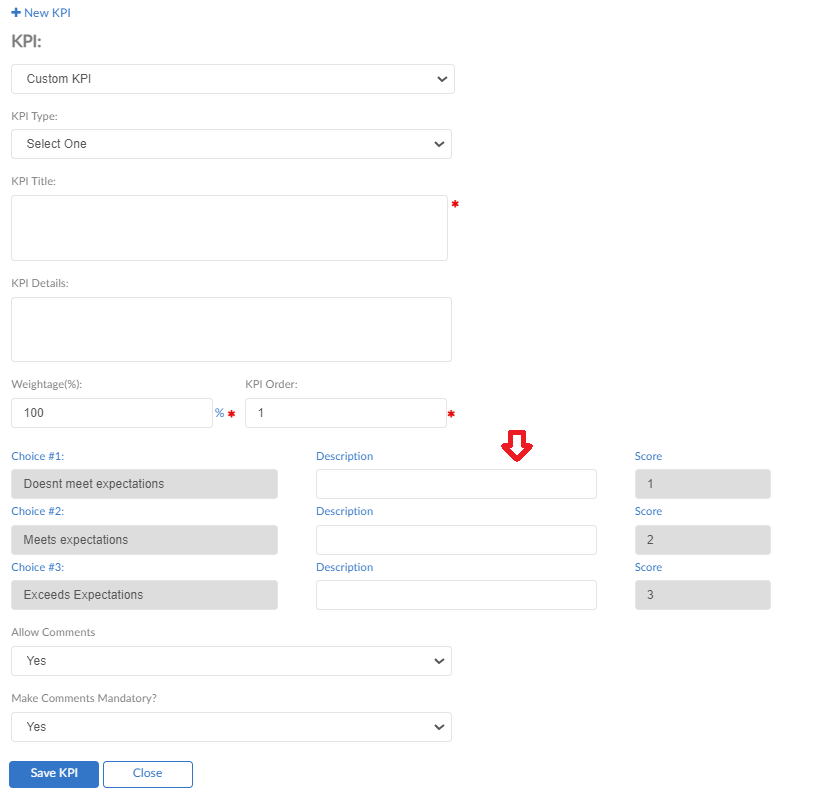 + New KPI
KPI:
Custom KPI
KPI Type:
Select One
KPI Title:
*
KPI Details:
Weightage(%): KPI Order:
100 % * 1 *
Choice #1: Description Score
Doesnt meet expectations 1
Choice #2: Description Score
Meets expectations 2
Choice #3: Description Score
Exceeds Expectations 3
Allow Comments
Yes
Make Comments Mandatory?
Yes
Save KPI Close